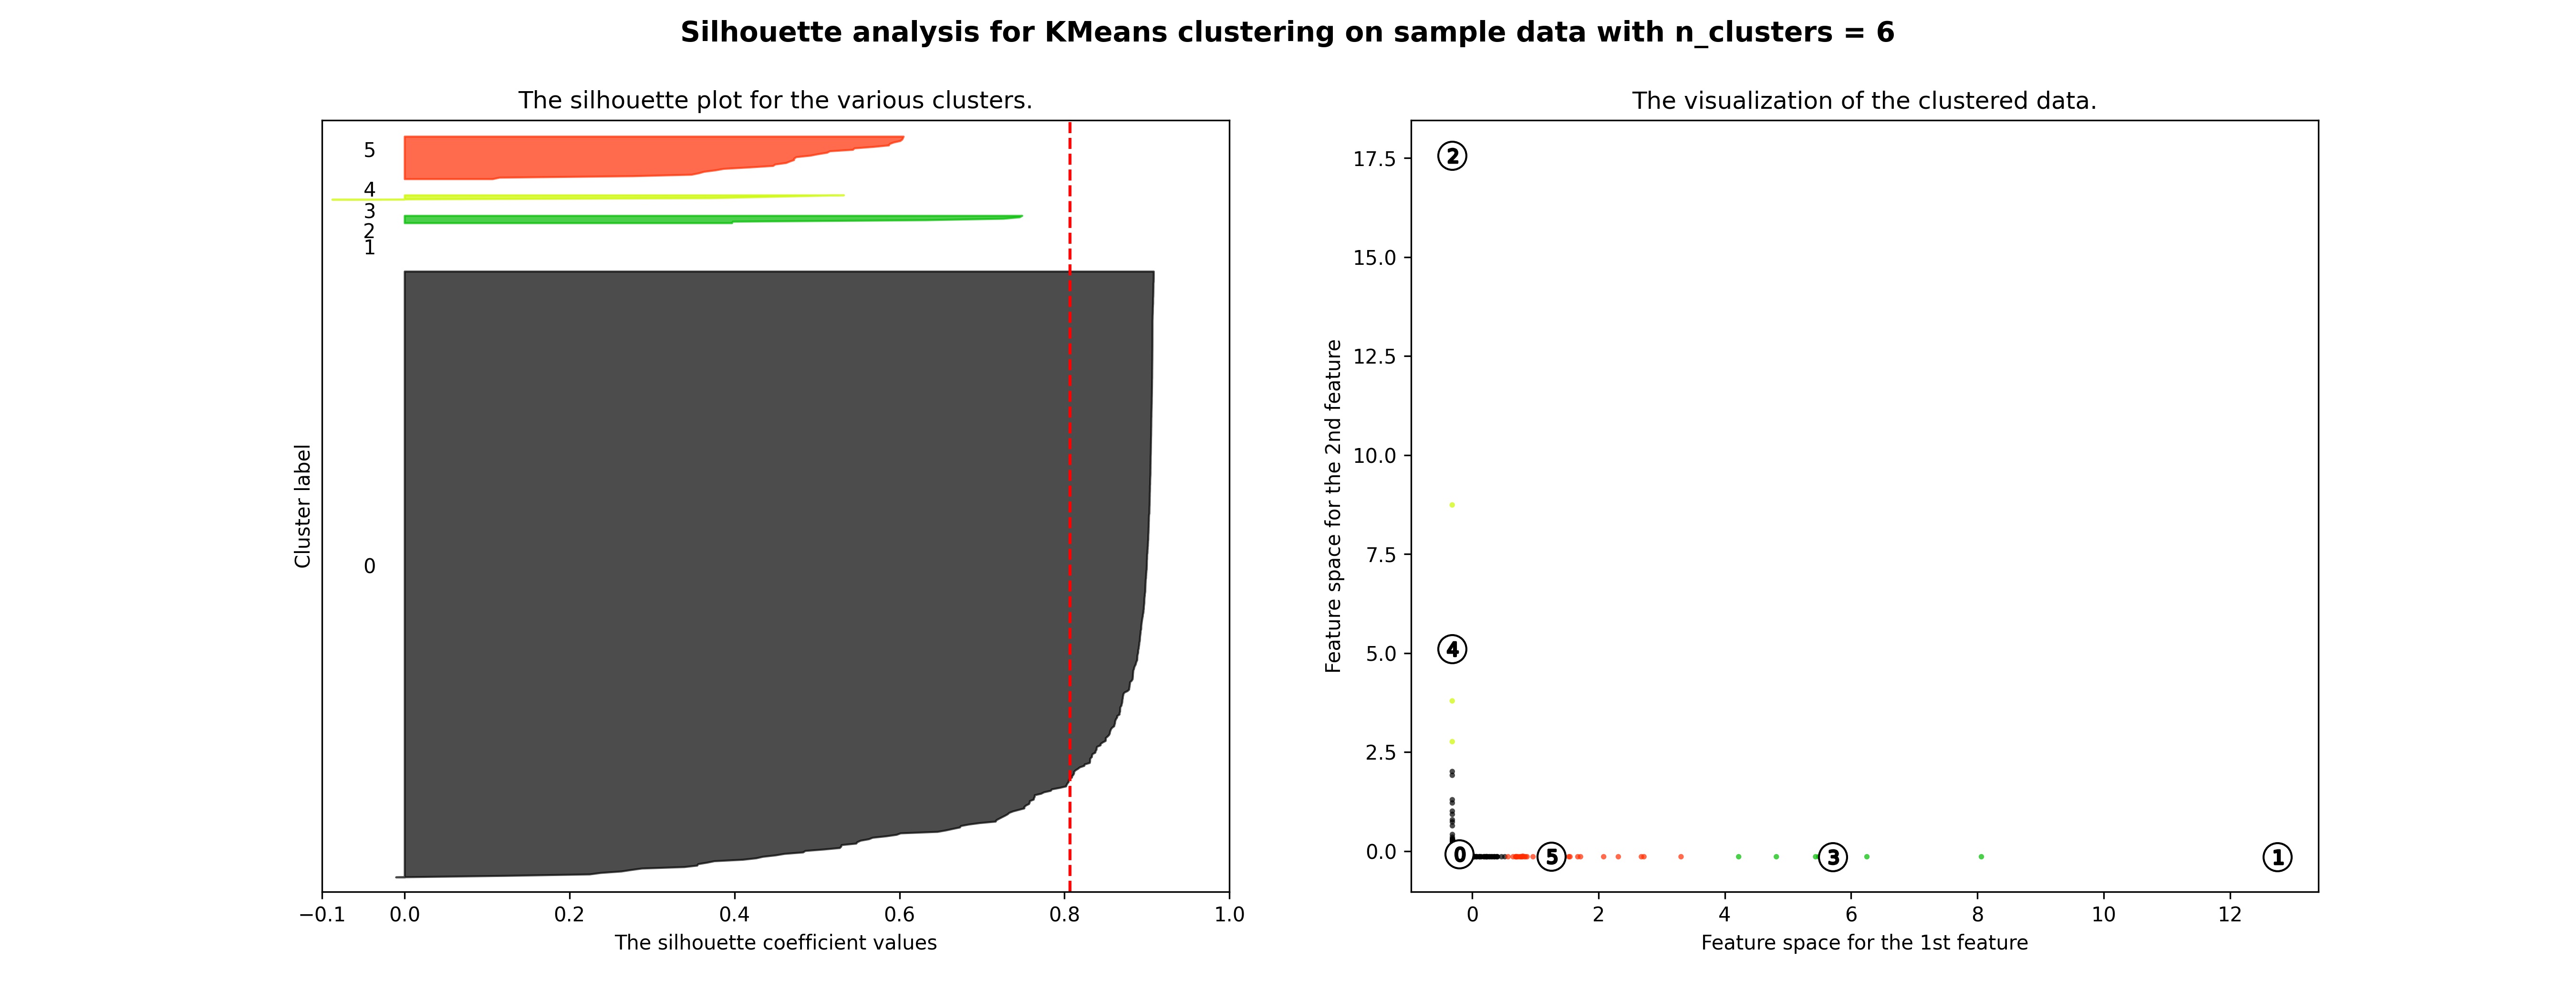 Silhouette analysis for KMeans clustering on sample data with n_clusters = 6
The silhouette plot for the various clusters.
5
4
3
2
1
0
Cluster label
−0.1 0.0 0.2 0.4 0.6 0.8 1.0
The silhouette coefficient values
The visualization of the clustered data.
17.5
15.0
12.5
10.0
7.5
5.0
2.5
0.0
Feature space for the 2nd feature
2
4
0 5 3 1
0 2 4 6 8 10 12
Feature space for the 1st feature